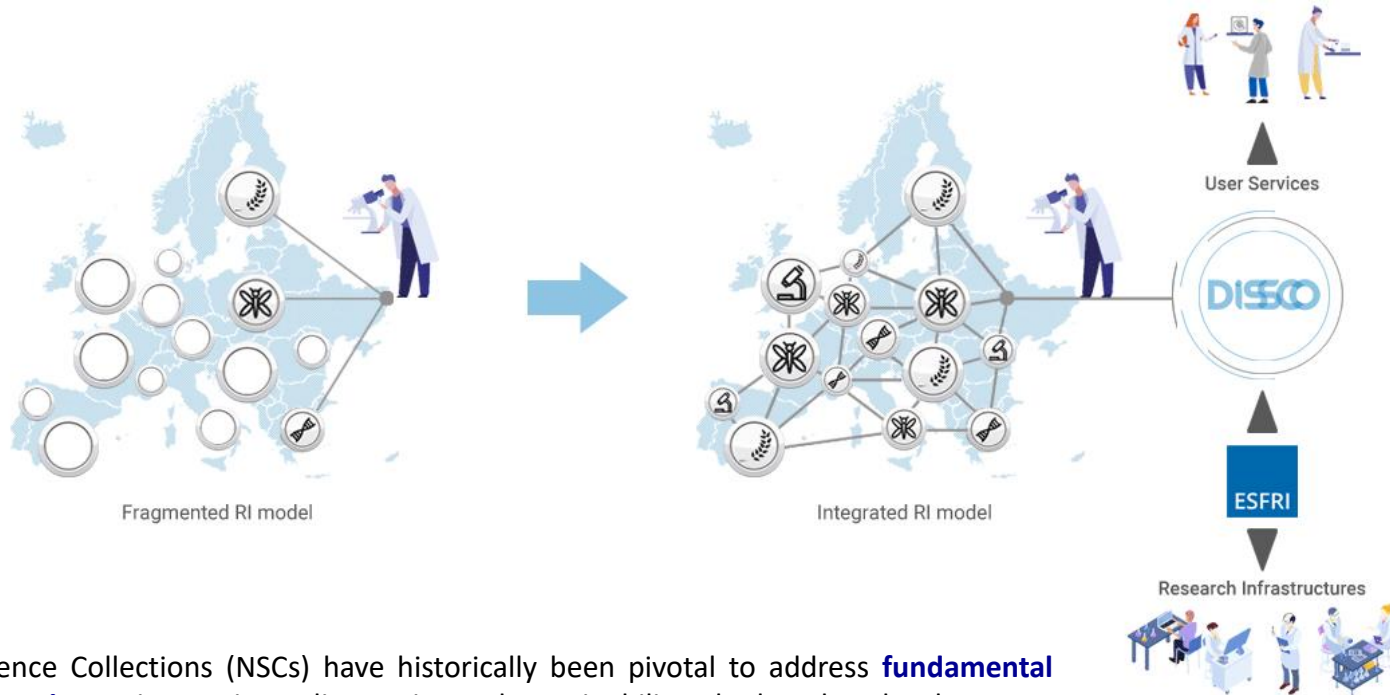 User Services
DISSCO
ESFRI
Fragmented RI model
Integrated RI model
Research Infrastructures
ence Collections (NSCs) have historically been pivotal to address fundamental